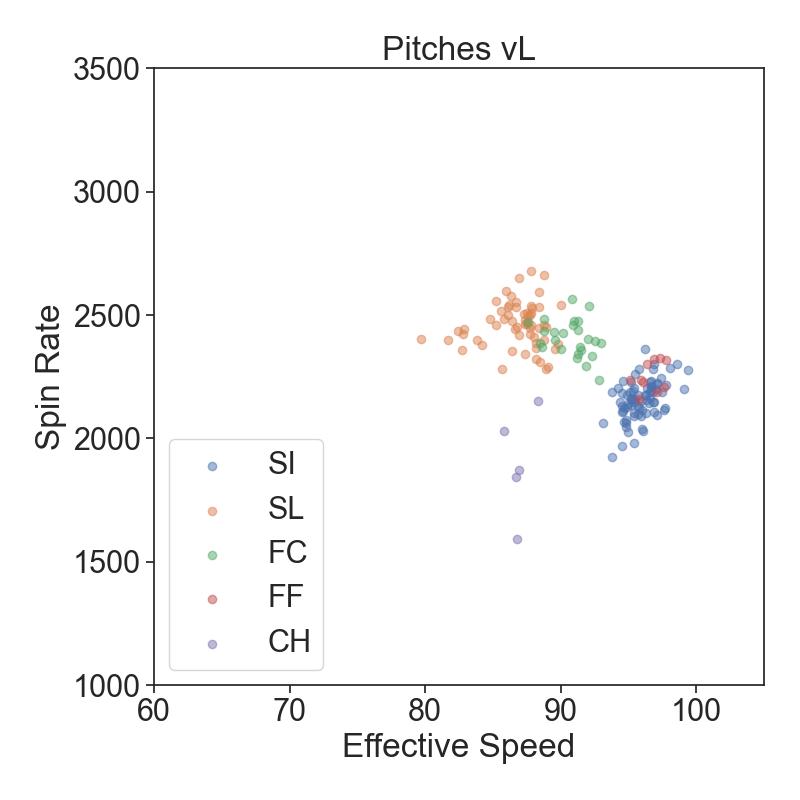 Pitches vL
3500
3000
2500
2000
1500
1000
Spin Rate
SI
SL
FC
FF
CH
60 70 80 90 100
Effective Speed